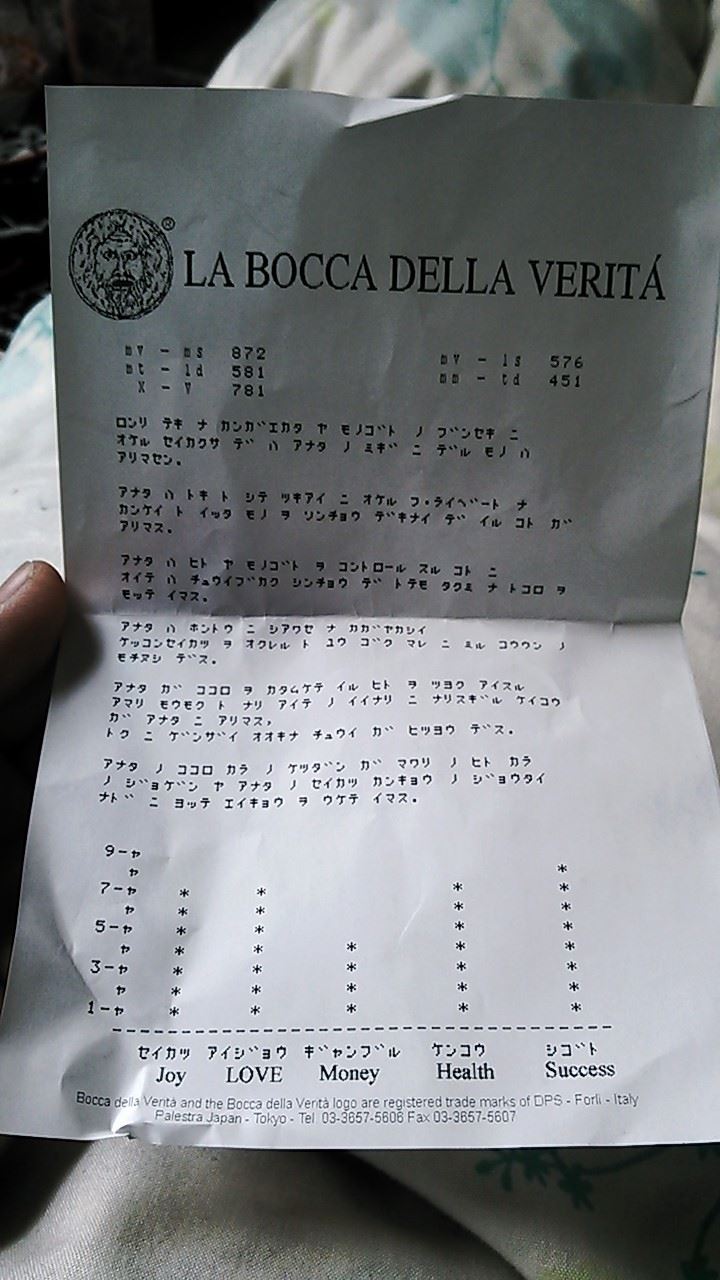 ®
LA BOCCA DELLA VERITÁ
mv - ms 872 mv - ls 576
mt - ld 581 mm - td 451
X - V 781
ロンリ テキ ナ カンガエカタ ヤ モノゴト ノ ブンセキ ニ
オケル セイカクサ デ ハ アナタ ノ ミギ ニ デル モノ ハ
アリマセン。
アナタ ハ トキ ト シテ ツキアイ ニ オケル プ・ライベート ナ
カンケイ ト イッタ モノ ヲ ソンチョウ デキナイ デ イル コト ガ
アリマス。
アナタ ハ ヒト ヤ モノゴト ヲ コントロール スル コト ニ
オイテ ハ チュウイブカク シンチョウ デ トテモ タクミ ナ トコロ ヲ
モッテ イマス。
アナタ ハ ホントウ ニ シアワセ ナ カガヤカシイ
ケッコンセイカツ ヲ オクレル ト ユウ ゴク マレ ニ ミル コウウン ノ
モチヌシ デス。
アナタ ガ ココロ ヲ カタムケテ イル ヒト ヲ ツヨク アイスル
アマリ モウモク ト ナリ アイテ ノ イイナリ ニ ナリスギル ケイコウ
ガ アナタ ニ アリマス,
トク ニ ゲンザイ オオキナ チュウイ ガ ヒツヨウ デス。
アナタ ノ ココロ カラ ノ ケツダン ガ マワリ ノ ヒト カラ
ノ ジョゲン ヤ アナタ ノ セイカツ カンキョウ ノ ジョウタイ
ナド ニ ヨッテ エイキョウ ヲ ウケテ イマス。
9-ャ
ャ *
7-ャ * * * *
ャ * * * *
5-ャ * * * *
ャ * * * * *
3-ャ * * * * *
ャ * * * * *
1-ャ * * * * *
セイカツ アイジョウ ギャンブル ケンコウ シゴト
Joy LOVE Money Health Success
Bocca della Verità and the Bocca della Verità logo are registered trade marks of DPS - Forlì - Italy
Palestra Japan - Tokyo - Tel 03-3657-5606 Fax 03-3657-5607